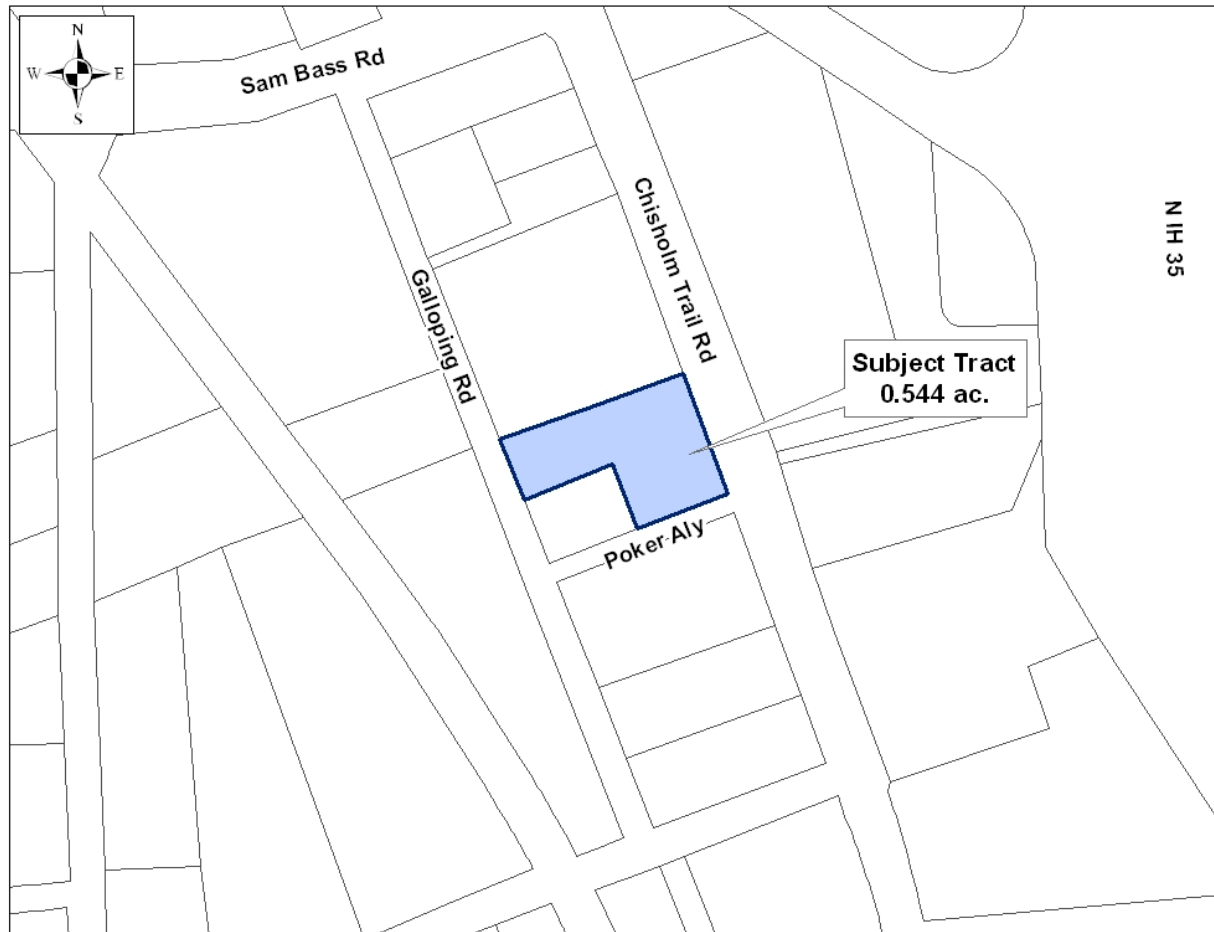 N
W E
S
Sam Bass Rd
Chisholm Trail Rd
N IH 35
Galloping Rd
Subject Tract
0.544 ac.
Poker Aly